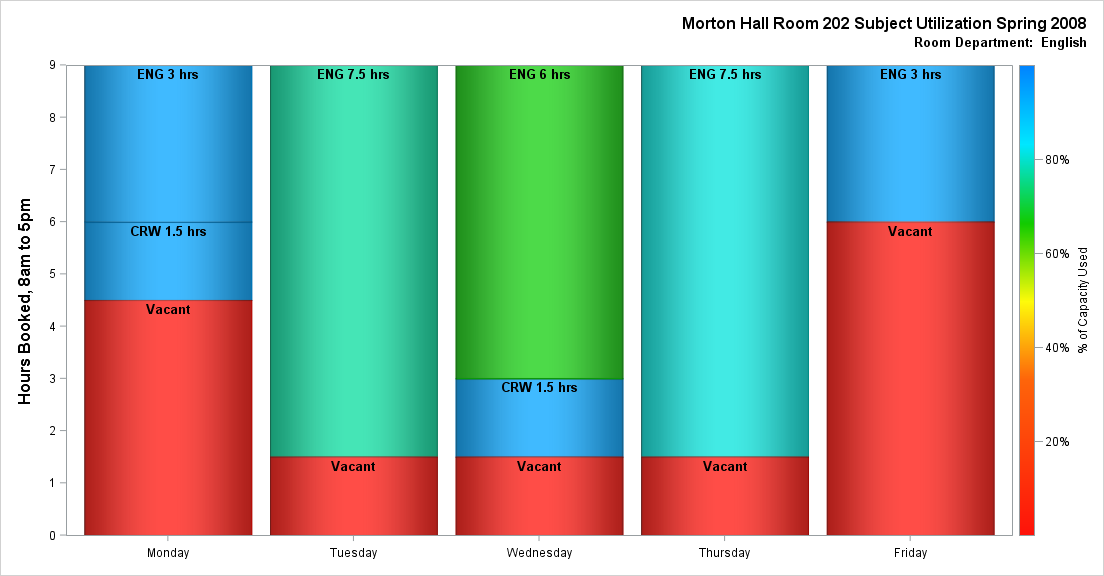 Morton Hall Room 202 Subject Utilization Spring 2008
Room Department: English
Hours Booked, 8am to 5pm
9
8
7
6
5
4
3
2
1
0
ENG 3 hrs
CRW 1.5 hrs
Vacant
ENG 7.5 hrs
Vacant
ENG 6 hrs
CRW 1.5 hrs
Vacant
ENG 7.5 hrs
Vacant
ENG 3 hrs
Vacant
Monday
Tuesday
Wednesday
Thursday
Friday
80%
60%
40%
20%
% of Capacity Used